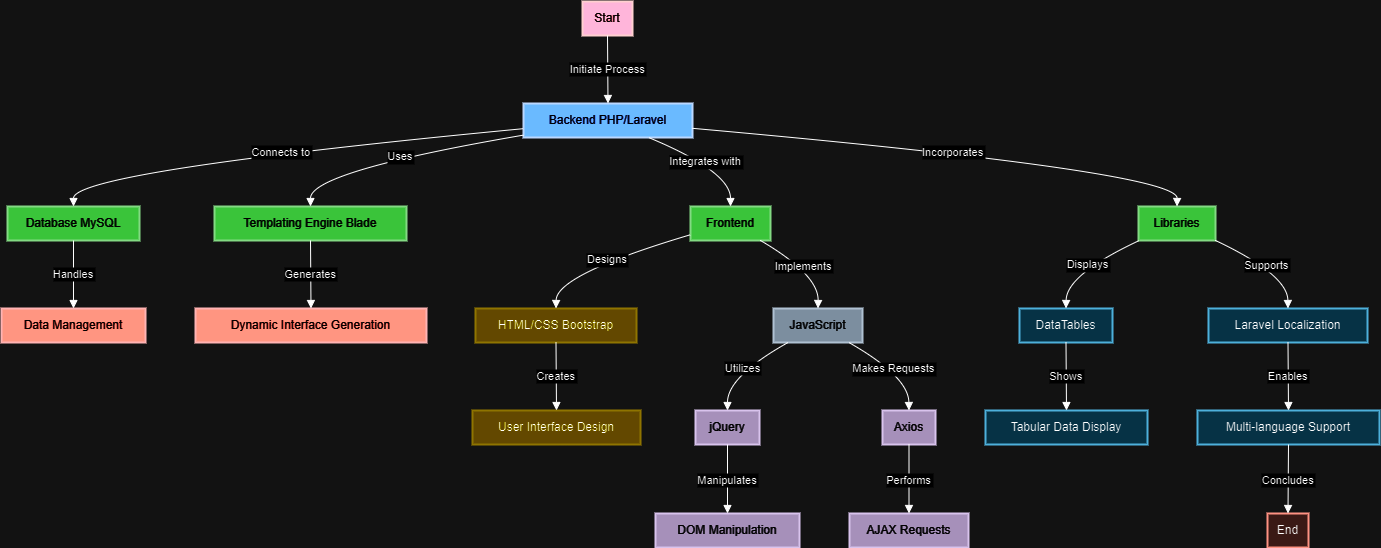 Start
Initiate Process
Backend PHP/Laravel
Connects to
Uses
Integrates with
Incorporates
Database MySQL
Templating Engine Blade
Frontend
Libraries
Handles
Generates
Designs
Implements
Displays
Supports
Data Management
Dynamic Interface Generation
HTML/CSS Bootstrap
JavaScript
DataTables
Laravel Localization
Creates
Utilizes
Makes Requests
Shows
Enables
User Interface Design
jQuery
Axios
Tabular Data Display
Multi-language Support
Manipulates
Performs
Concludes
DOM Manipulation
AJAX Requests
End